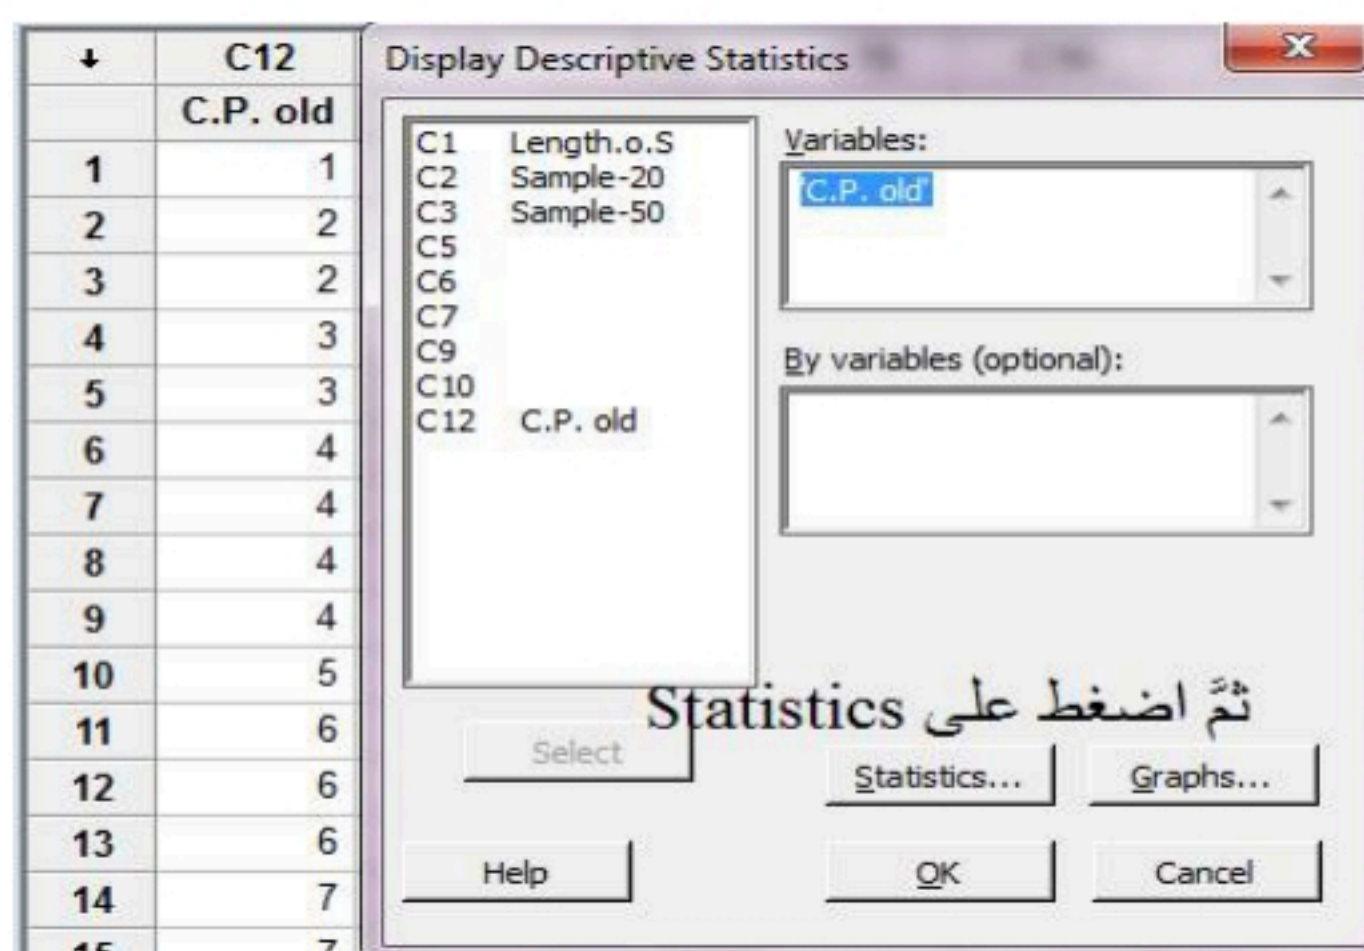 ↓ C12
C.P. old
1 1
2 2
3 2
4 3
5 3
6 4
7 4
8 4
9 4
10 5
11 6
12 6
13 6
14 7
15 7
Display Descriptive Statistics
C1 Length.o.S
C2 Sample-20
C3 Sample-50
C5
C6
C7
C9
C10
C12 C.P. old
Variables:
'C.P. old'
By variables (optional):
ثمَّ اضغط على Statistics
Select
Statistics...
Graphs...
Help
OK
Cancel